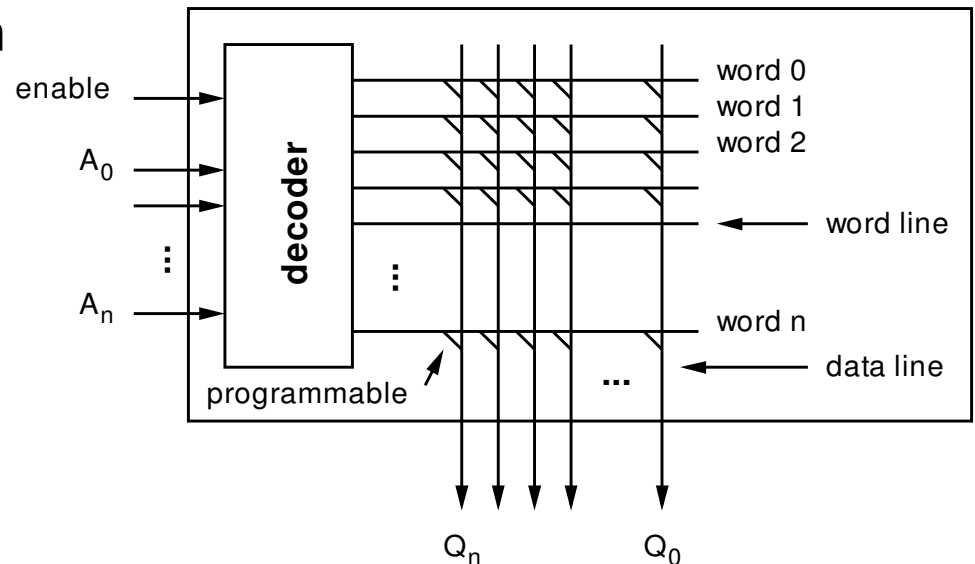 enable
A0
...
An
decoder
word 0
word 1
word 2
word line
...
word n
data line
programmable
...
Qn
Q0